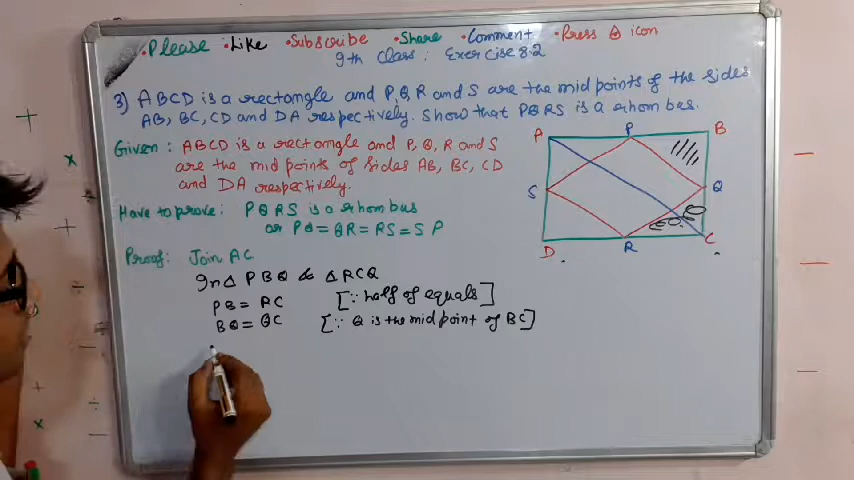 • Please • Like • Subscribe • Share • Comment • Press icon
9th Class: Exercise 8.2
3) ABCD is a rectangle and P, Q, R and S are the mid points of the sides
AB, BC, CD and DA respectively. Show that PQRS is a rhombus.
Given: ABCD is a rectangle and P, Q, R and S
are the mid points of sides AB, BC, CD
and DA respectively.
Have to prove: PQRS is a rhombus
or PQ = QR = RS = SP
Proof: Join AC
In Δ PBQ & Δ RCQ
PB = RC [∵ half of equals]
BQ = QC [∵ Q is the mid point of BC]
A P B
S Q
D R C